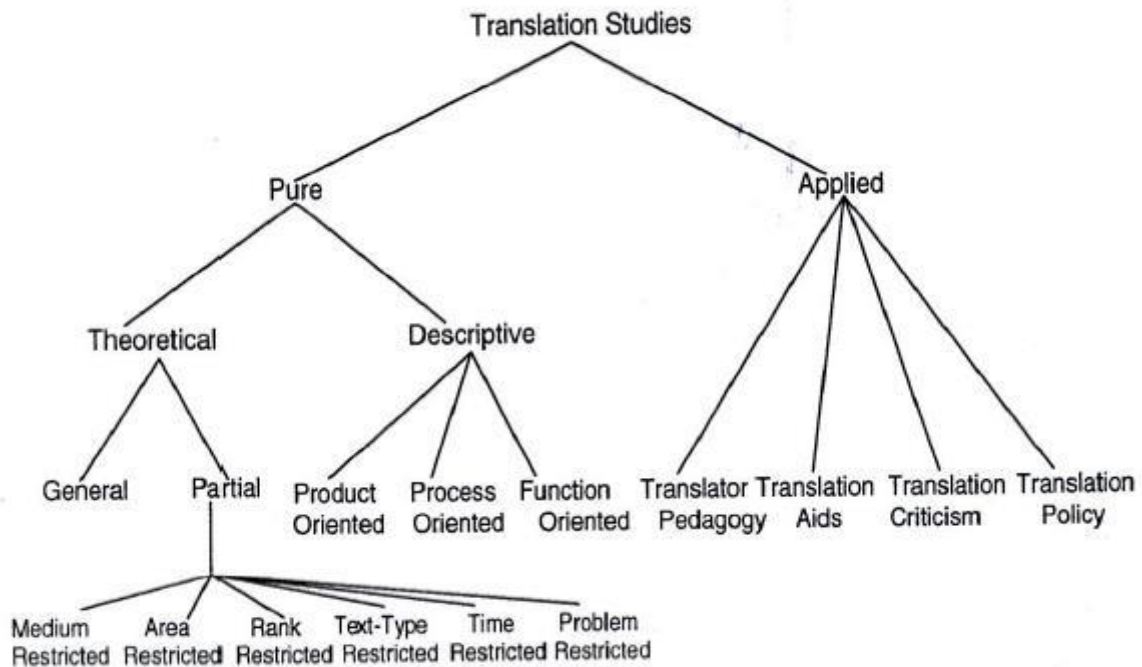 Translation Studies
Pure
Applied
Theoretical
Descriptive
General
Partial
Product
Oriented
Process
Oriented
Function
Oriented
Translator
Pedagogy
Translation
Aids
Translation
Criticism
Translation
Policy
Medium
Restricted
Area
Restricted
Rank
Restricted
Text-Type
Restricted
Time
Restricted
Problem
Restricted